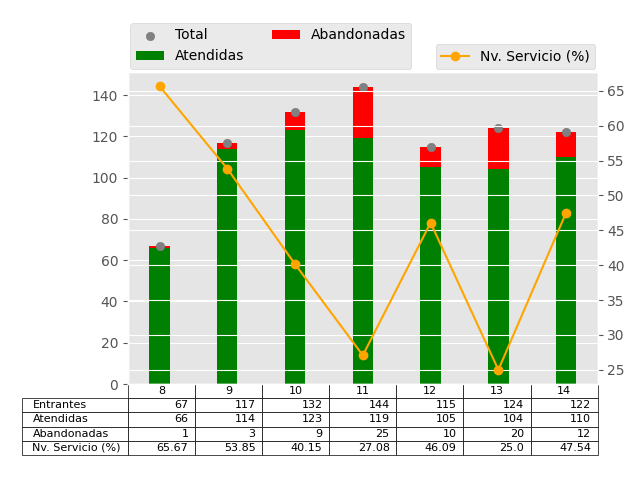 Total Abandonadas
Atendidas
Nv. Servicio (%)
140
120
100
80
60
40
20
0
65
60
55
50
45
40
35
30
25
8 9 10 11 12 13 14
Entrantes 67 117 132 144 115 124 122
Atendidas 66 114 123 119 105 104 110
Abandonadas 1 3 9 25 10 20 12
Nv. Servicio (%) 65.67 53.85 40.15 27.08 46.09 25.0 47.54